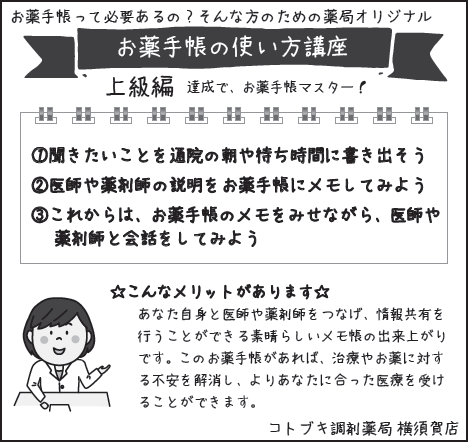 お薬手帳って必要あるの？そんな方のための薬局オリジナル
お薬手帳の使い方講座
上級編 達成で、お薬手帳マスター！
①聞きたいことを通院の朝や待ち時間に書き出そう
②医師や薬剤師の説明をお薬手帳にメモしてみよう
③これからは、お薬手帳のメモをみせながら、医師や
薬剤師と会話をしてみよう
☆こんなメリットがあります☆
あなた自身と医師や薬剤師をつなげ、情報共有を
行うことができる素晴らしいメモ帳の出来上がり
です。このお薬手帳があれば、治療やお薬に対す
る不安を解消し、よりあなたに合った医療を受け
ることができます。
コトブキ調剤薬局 横須賀店